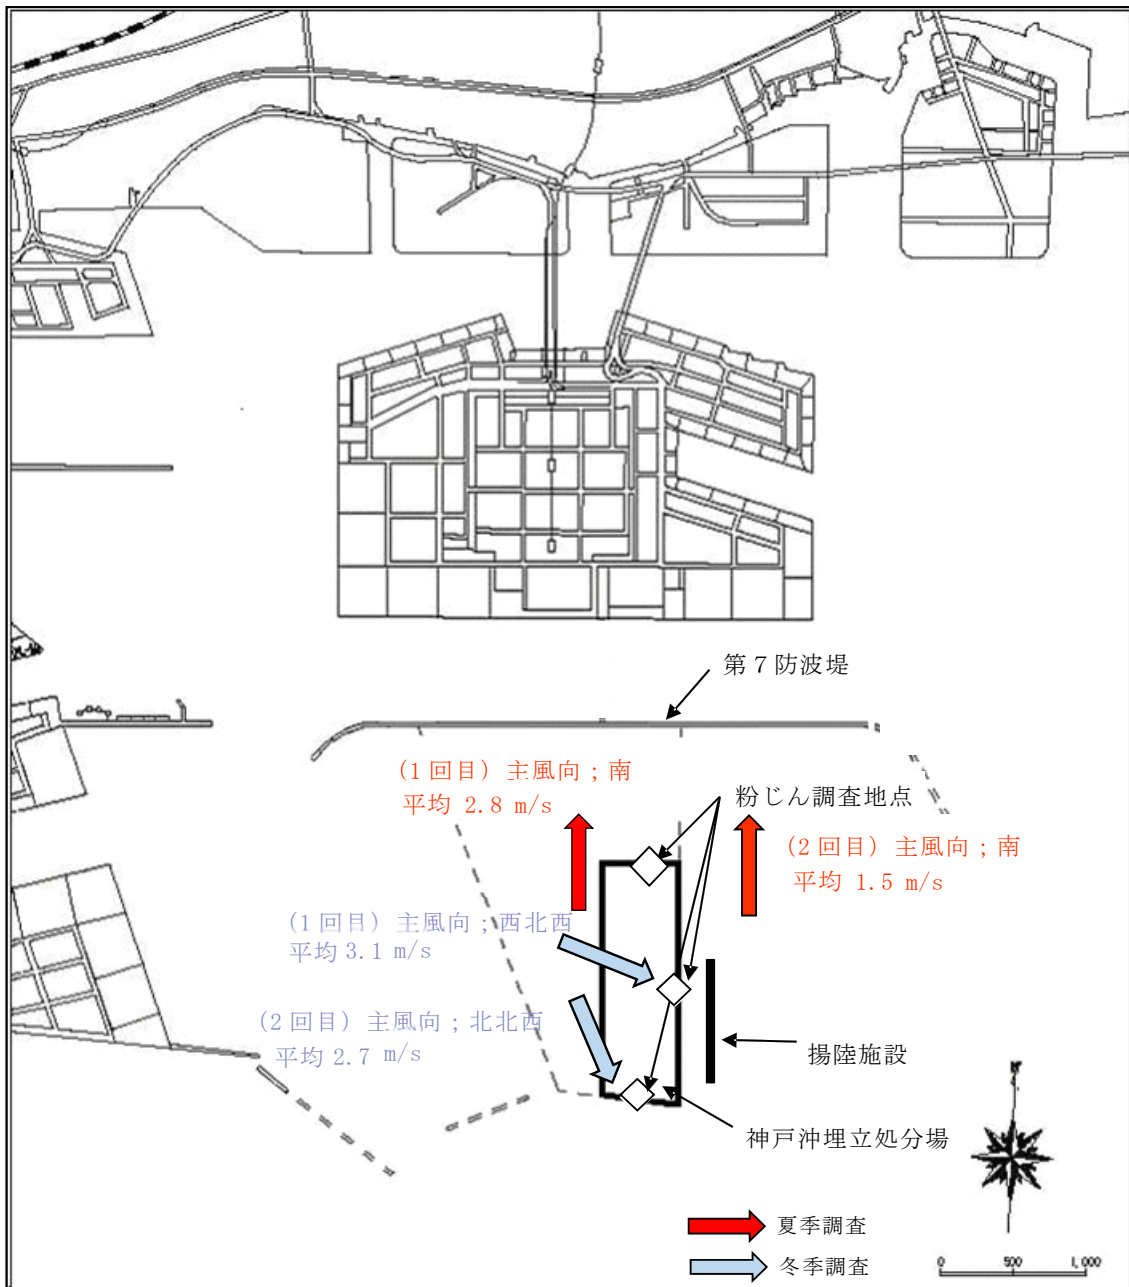 第7防波堤
(1回目) 主風向;南
平均 2.8 m/s
粉じん調査地点
(2回目) 主風向;南
平均 1.5 m/s
(1回目) 主風向;西北西
平均 3.1 m/s
(2回目) 主風向;北北西
平均 2.7 m/s
揚陸施設
神戸沖埋立処分場
夏季調査
冬季調査
0 500 1,000